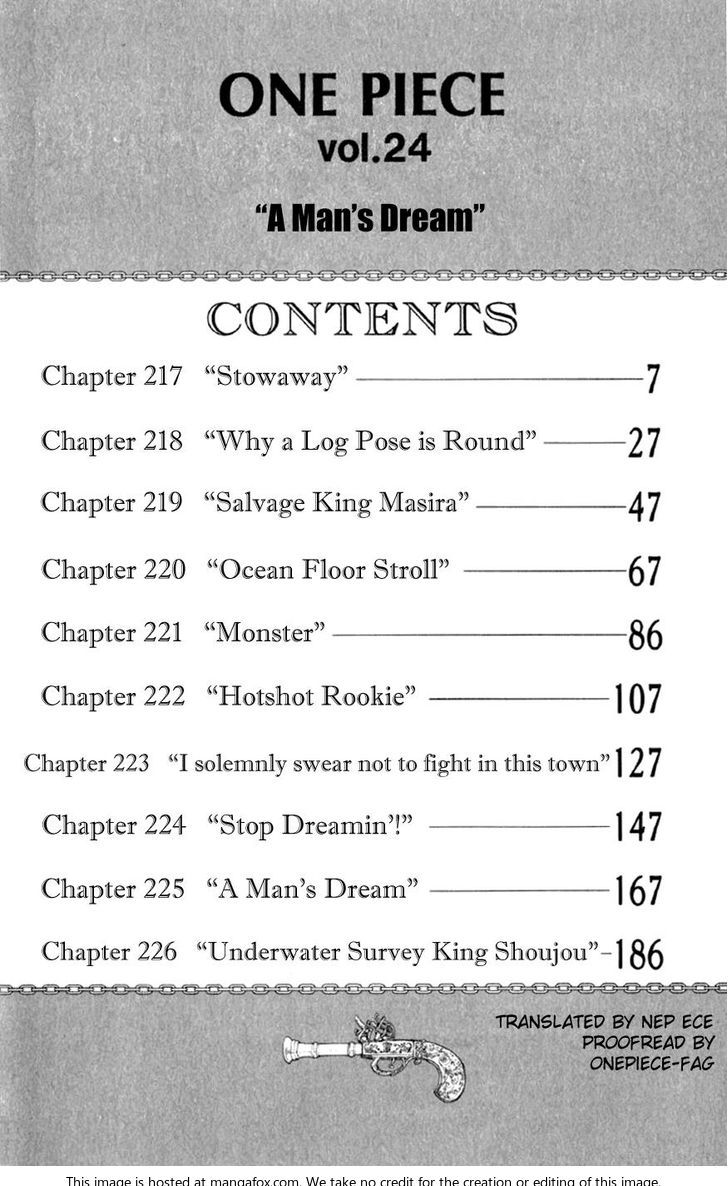 ONE PIECE
vol.24
“A Man’s Dream”
CONTENTS
Chapter 217 “Stowaway” 7
Chapter 218 “Why a Log Pose is Round” 27
Chapter 219 “Salvage King Masira” 47
Chapter 220 “Ocean Floor Stroll” 67
Chapter 221 “Monster” 86
Chapter 222 “Hotshot Rookie” 107
Chapter 223 “I solemnly swear not to fight in this town” 127
Chapter 224 “Stop Dreamin’!” 147
Chapter 225 “A Man’s Dream” 167
Chapter 226 “Underwater Survey King Shoujou” 186
TRANSLATED BY NEP ECE
PROOFREAD BY
ONEPIECE-FAG
This image is hosted at mangafox.com. We take no credit for the creation or editing of this image.